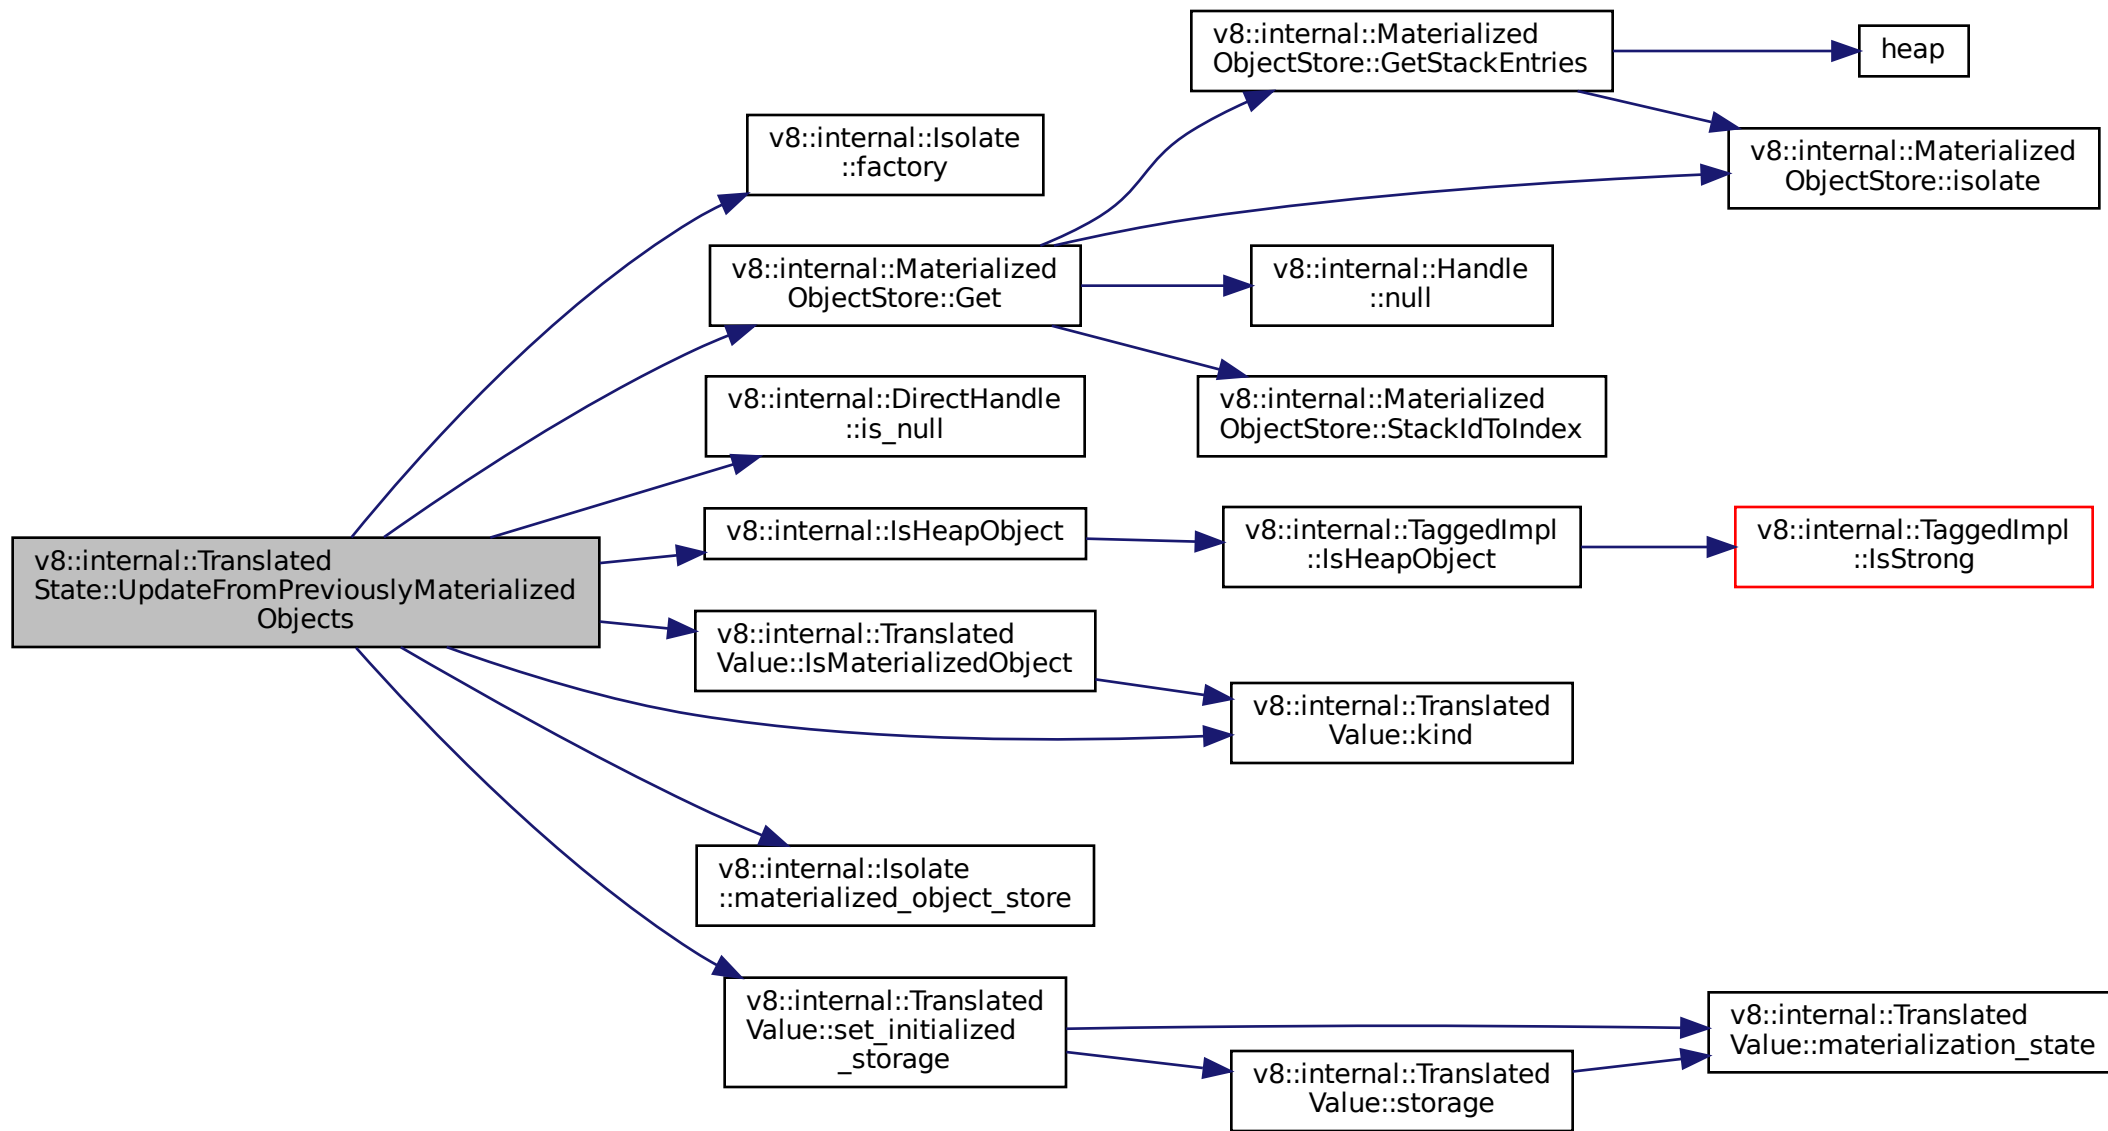 v8::internal::Translated
State::UpdateFromPreviouslyMaterialized
Objects
v8::internal::Isolate
::factory
v8::internal::Materialized
ObjectStore::Get
v8::internal::DirectHandle
::is_null
v8::internal::IsHeapObject
v8::internal::Translated
Value::IsMaterializedObject
v8::internal::Isolate
::materialized_object_store
v8::internal::Translated
Value::set_initialized
_storage
v8::internal::Materialized
ObjectStore::GetStackEntries
v8::internal::Handle
::null
v8::internal::Materialized
ObjectStore::StackIdToIndex
v8::internal::TaggedImpl
::IsHeapObject
v8::internal::Translated
Value::kind
v8::internal::Translated
Value::storage
heap
v8::internal::Materialized
ObjectStore::isolate
v8::internal::TaggedImpl
::IsStrong
v8::internal::Translated
Value::materialization_state